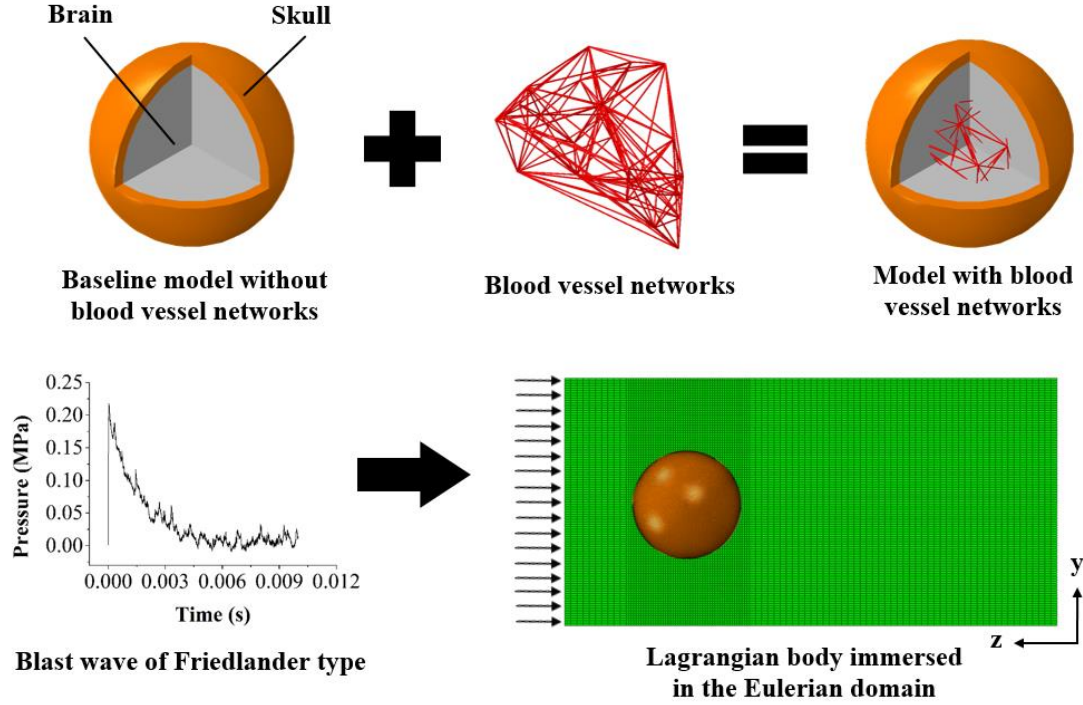 Brain
Skull
Baseline model without
blood vessel networks
Blood vessel networks
Model with blood
vessel networks
0.25
0.20
0.15
0.10
0.05
0.00
Pressure (MPa)
0.000 0.003 0.006 0.009 0.012
Time (s)
Blast wave of Friedlander type
y
z
Lagrangian body immersed
in the Eulerian domain